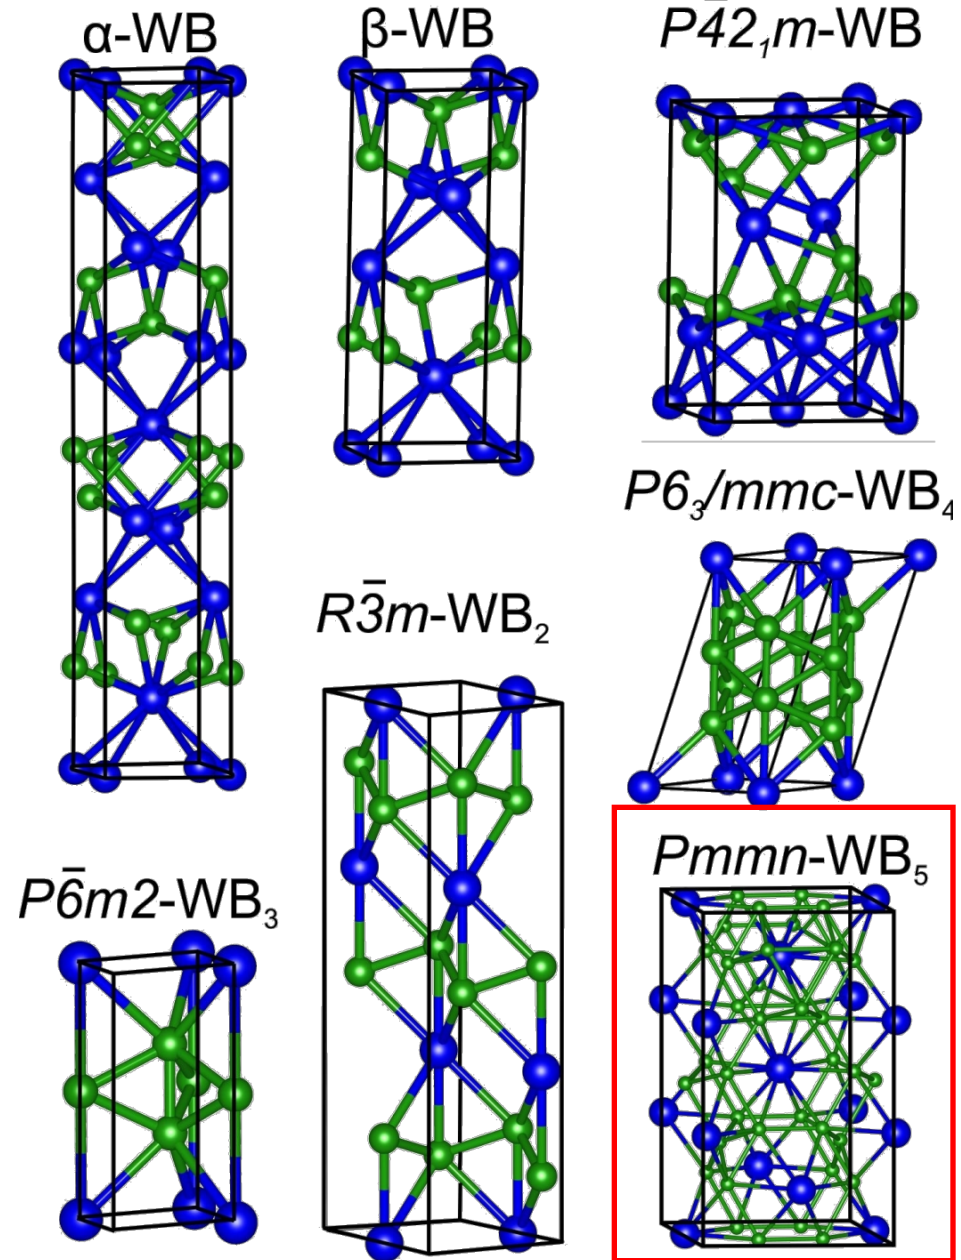 α-WB
β-WB
P4̅2₁m-WB
P6₃/mmc-WB₄
R3̅m-WB₂
Pmmn-WB₅
P6̅m2-WB₃